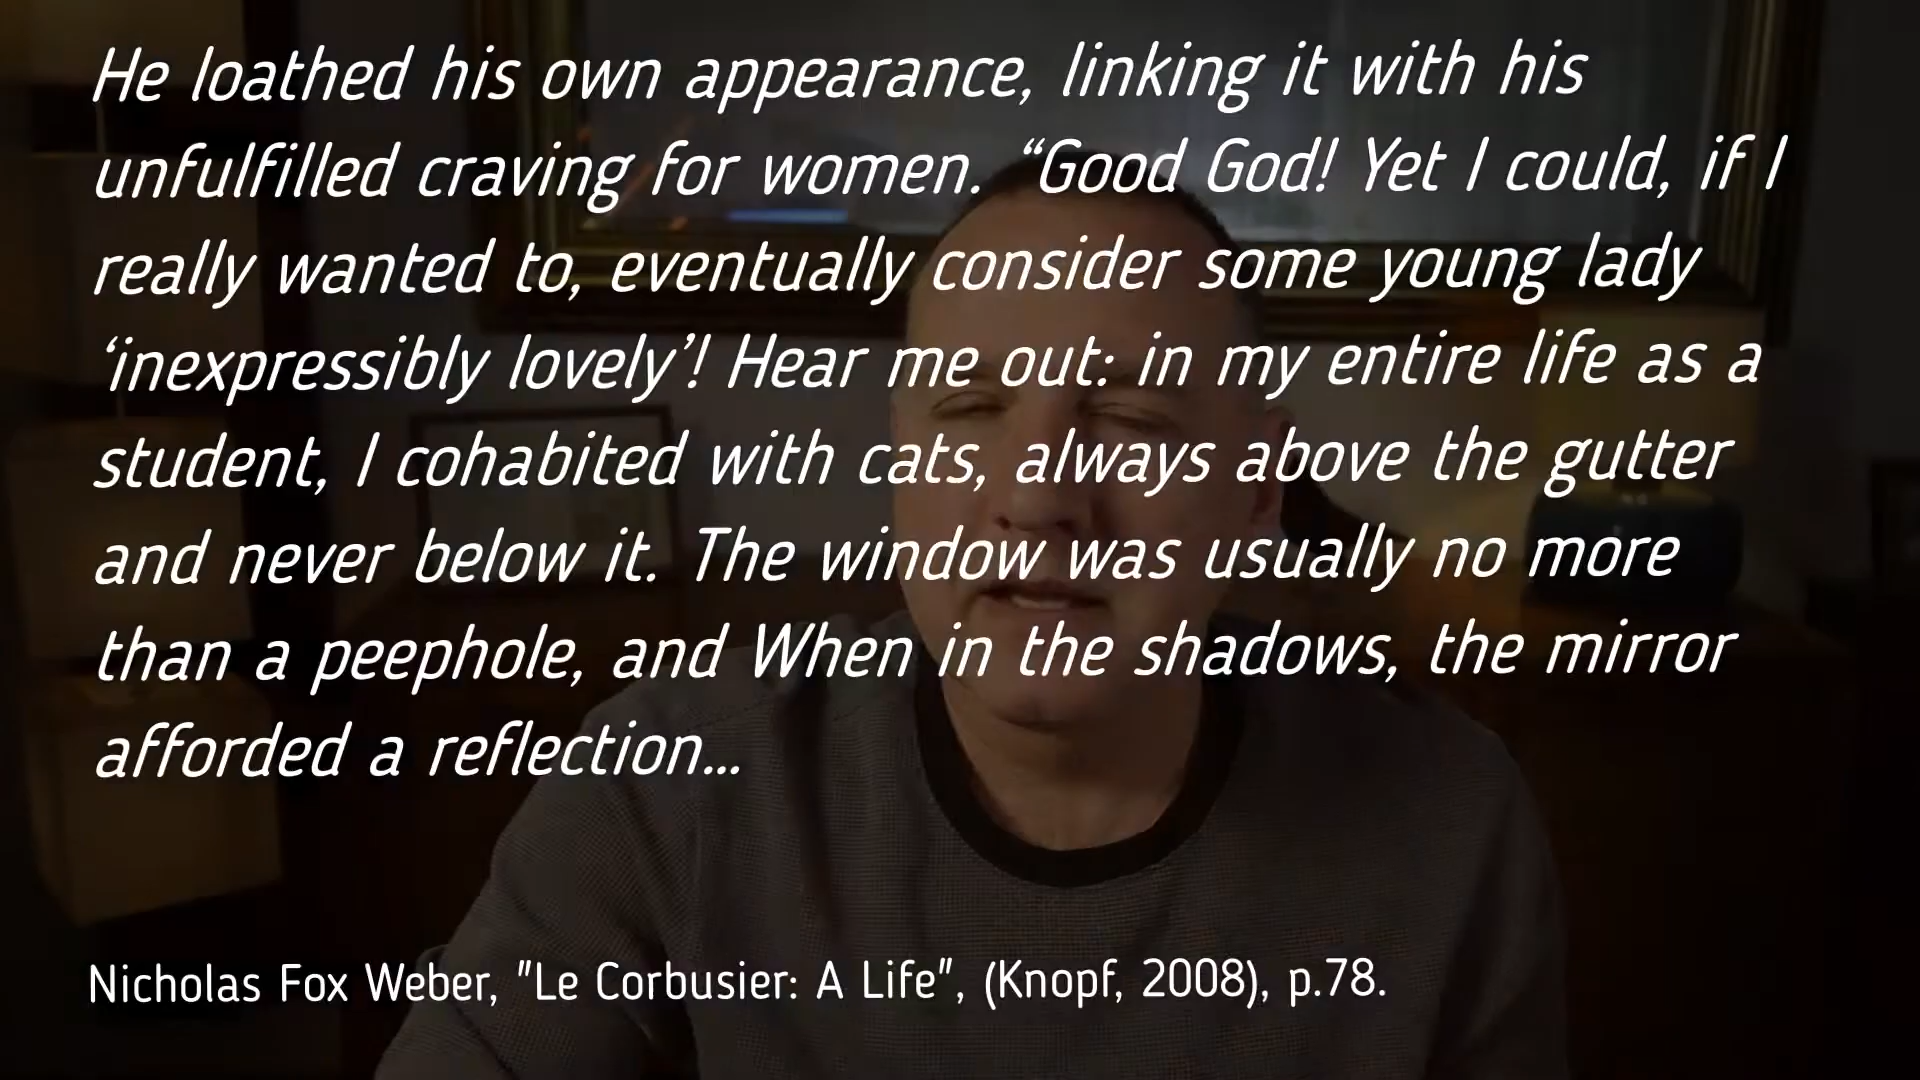 He loathed his own appearance, linking it with his
unfulfilled craving for women. “Good God! Yet I could, if I
really wanted to, eventually consider some young lady
‘inexpressibly lovely’! Hear me out: in my entire life as a
student, I cohabited with cats, always above the gutter
and never below it. The window was usually no more
than a peephole, and When in the shadows, the mirror
afforded a reflection...
Nicholas Fox Weber, "Le Corbusier: A Life", (Knopf, 2008), p.78.